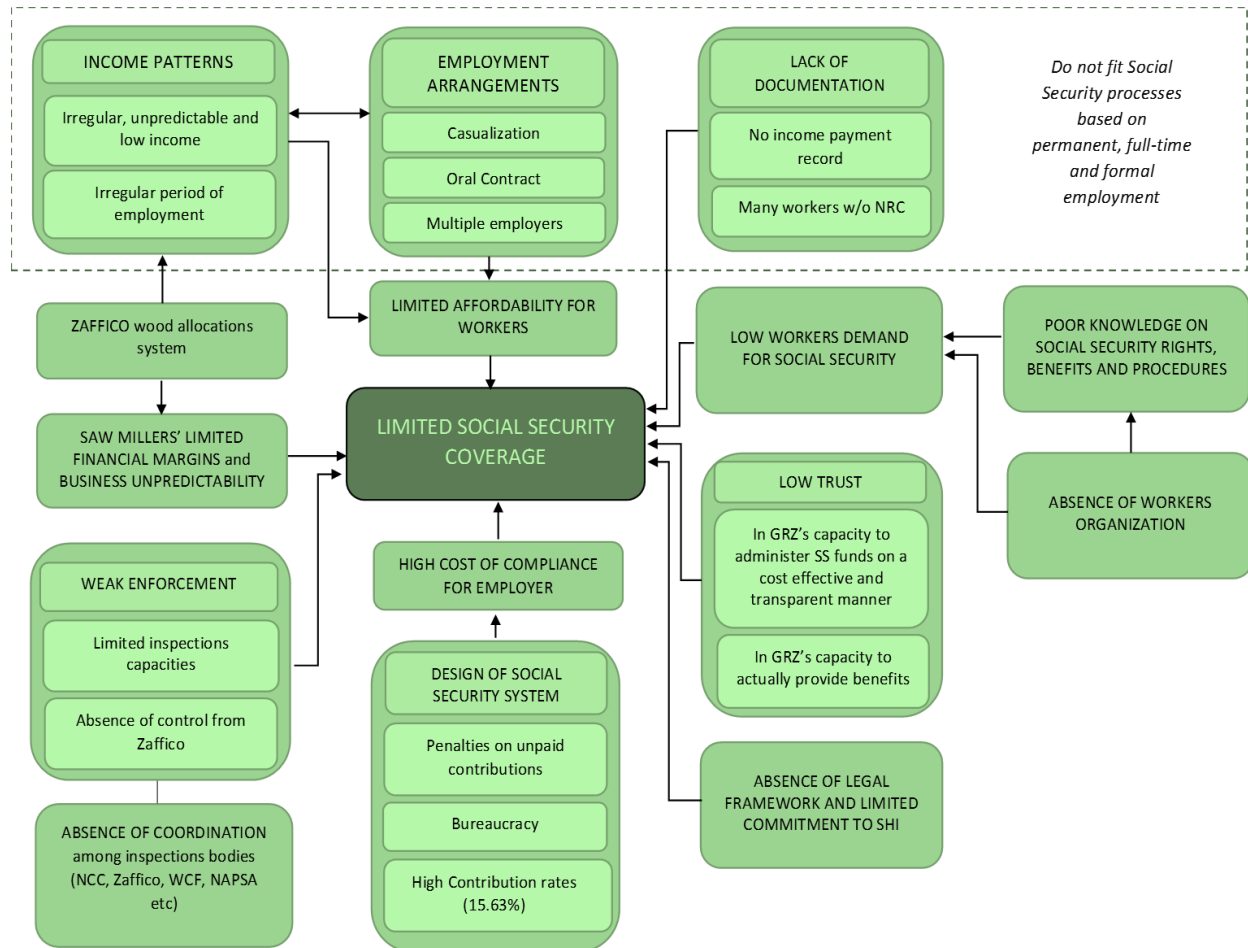 INCOME PATTERNS
Irregular, unpredictable and
low income
Irregular period of
employment
EMPLOYMENT
ARRANGEMENTS
Casualization
Oral Contract
Multiple employers
LACK OF
DOCUMENTATION
No income payment
record
Many workers w/o NRC
Do not fit Social
Security processes
based on
permanent, full-time
and formal
employment
ZAFFICO wood allocations
system
LIMITED AFFORDABILITY FOR
WORKERS
LOW WORKERS DEMAND
FOR SOCIAL SECURITY
POOR KNOWLEDGE ON
SOCIAL SECURITY RIGHTS,
BENEFITS AND PROCEDURES
SAW MILLERS’ LIMITED
FINANCIAL MARGINS and
BUSINESS UNPREDICTABILITY
LIMITED SOCIAL SECURITY
COVERAGE
LOW TRUST
In GRZ’s capacity to
administer SS funds on a
cost effective and
transparent manner
In GRZ’s capacity to
actually provide benefits
ABSENCE OF WORKERS
ORGANIZATION
WEAK ENFORCEMENT
Limited inspections
capacities
Absence of control from
Zaffico
HIGH COST OF COMPLIANCE
FOR EMPLOYER
DESIGN OF SOCIAL
SECURITY SYSTEM
Penalties on unpaid
contributions
Bureaucracy
High Contribution rates
(15.63%)
ABSENCE OF LEGAL
FRAMEWORK AND LIMITED
COMMITMENT TO SHI
ABSENCE OF COORDINATION
among inspections bodies
(NCC, Zaffico, WCF, NAPSA
etc)